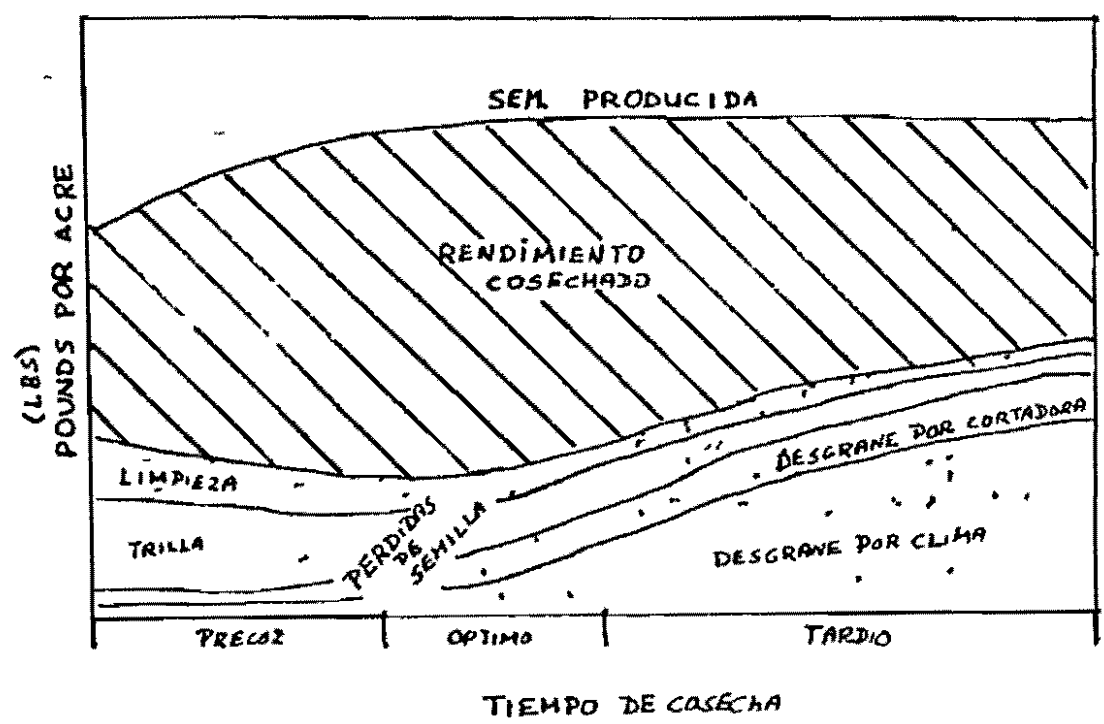 SEM. PRODUCIDA
(LBS)
POUNDS POR ACRE
RENDIMIENTO
COSECHADO
LIMPIEZA
TRILLA
PERDIDAS
DE
SEMILLA
DESGRANE POR CORTADORA
DESGRANE POR CLIMA
PRECOZ
OPTIMO
TARDIO
TIEMPO DE COSECHA